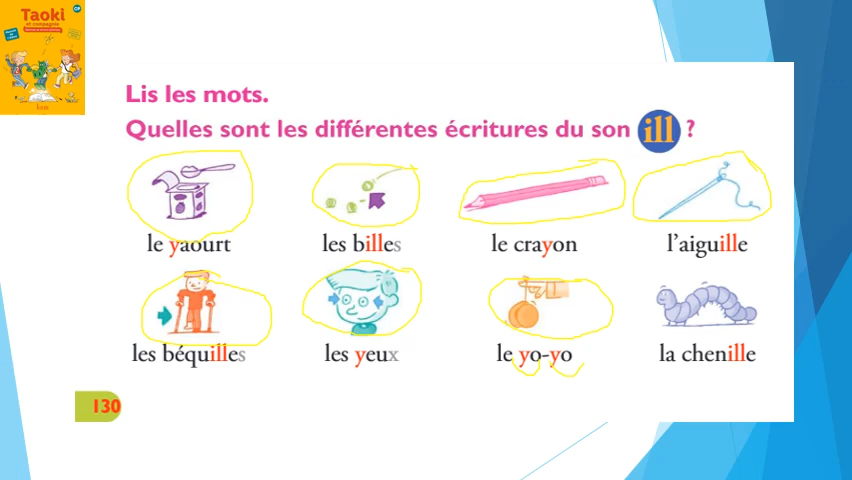 Taoki
et compagnie
CP
Lis les mots.
Quelles sont les différentes écritures du son ill ?
le yaourt les billes le crayon l'aiguille
les béquilles les yeux le yo-yo la chenille
130